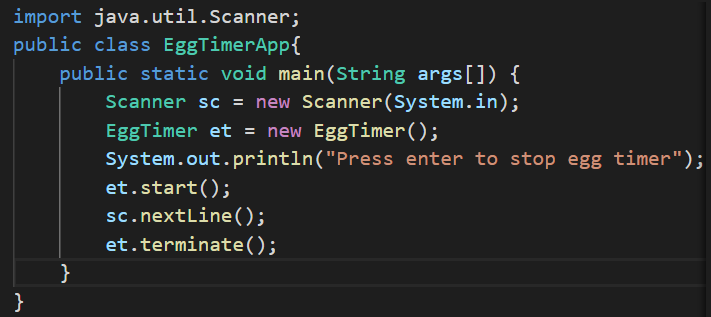 import java.util.Scanner;
public class EggTimerApp{
    public static void main(String args[]) {
        Scanner sc = new Scanner(System.in);
        EggTimer et = new EggTimer();
        System.out.println("Press enter to stop egg timer");
        et.start();
        sc.nextLine();
        et.terminate();
    }
}